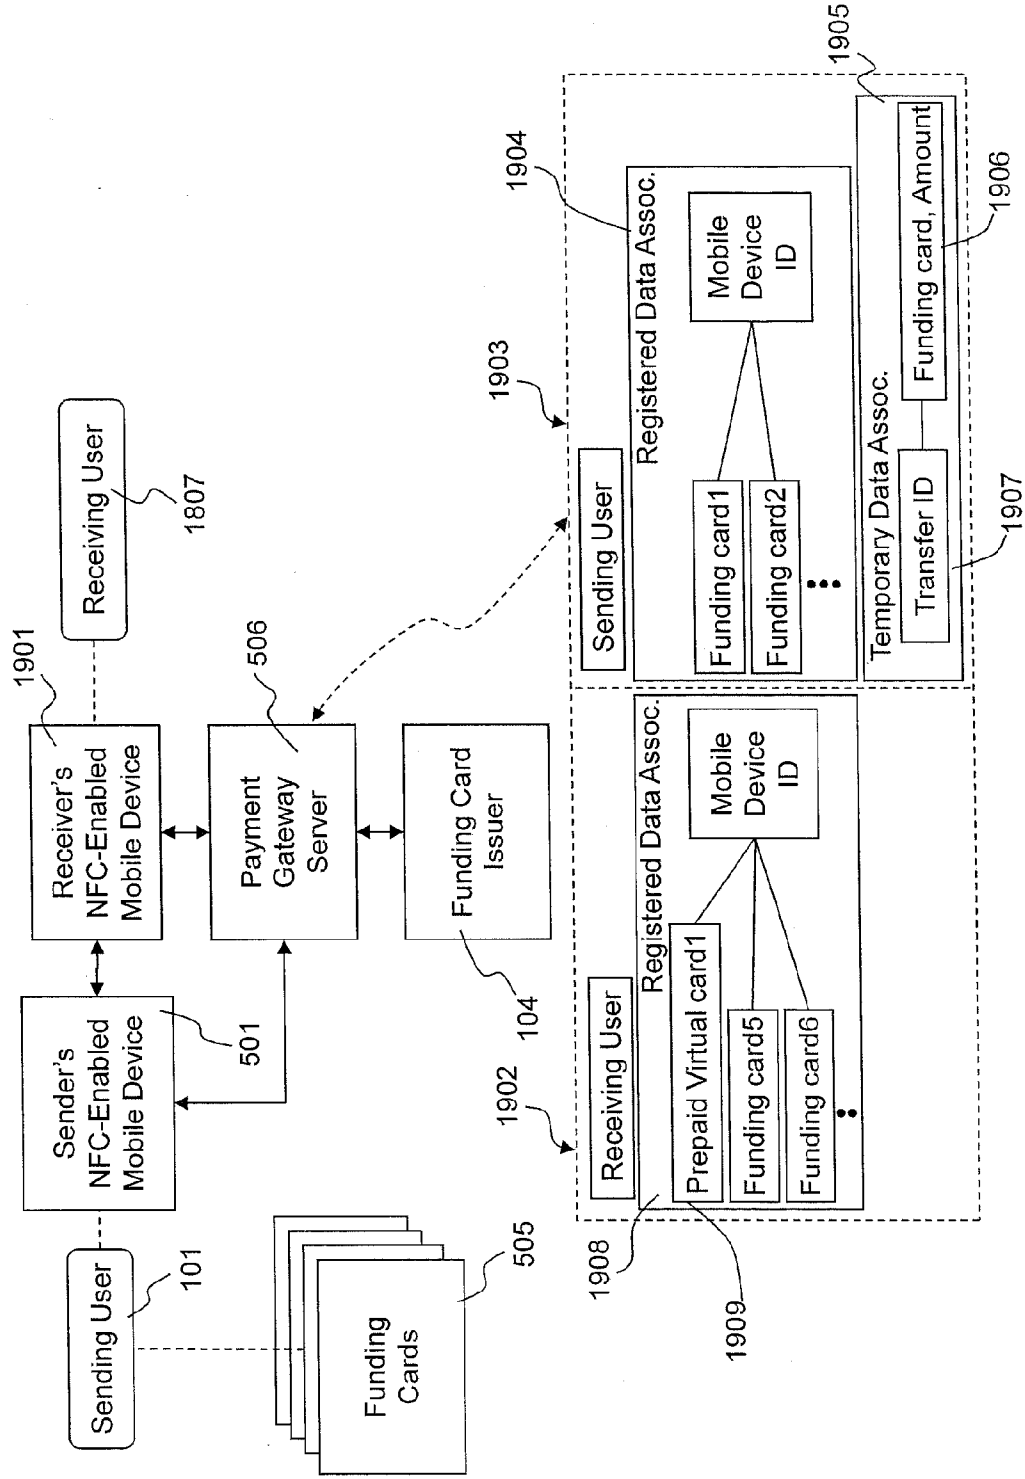 Sending User
101
Sender's
NFC-Enabled
Mobile Device
501
Receiver's
NFC-Enabled
Mobile Device
1901
Receiving User
1807
Funding
Cards
505
Payment
Gateway
Server
506
Funding Card
Issuer
104
1902
Receiving User
Registered Data Assoc.
1908
Prepaid Virtual card1
1909
Funding card5
Funding card6
Mobile
Device
ID
1903
Sending User
Registered Data Assoc.
1904
Funding card1
Funding card2
Mobile
Device
ID
Temporary Data Assoc.
1905
Transfer ID
1907
Funding card, Amount
1906